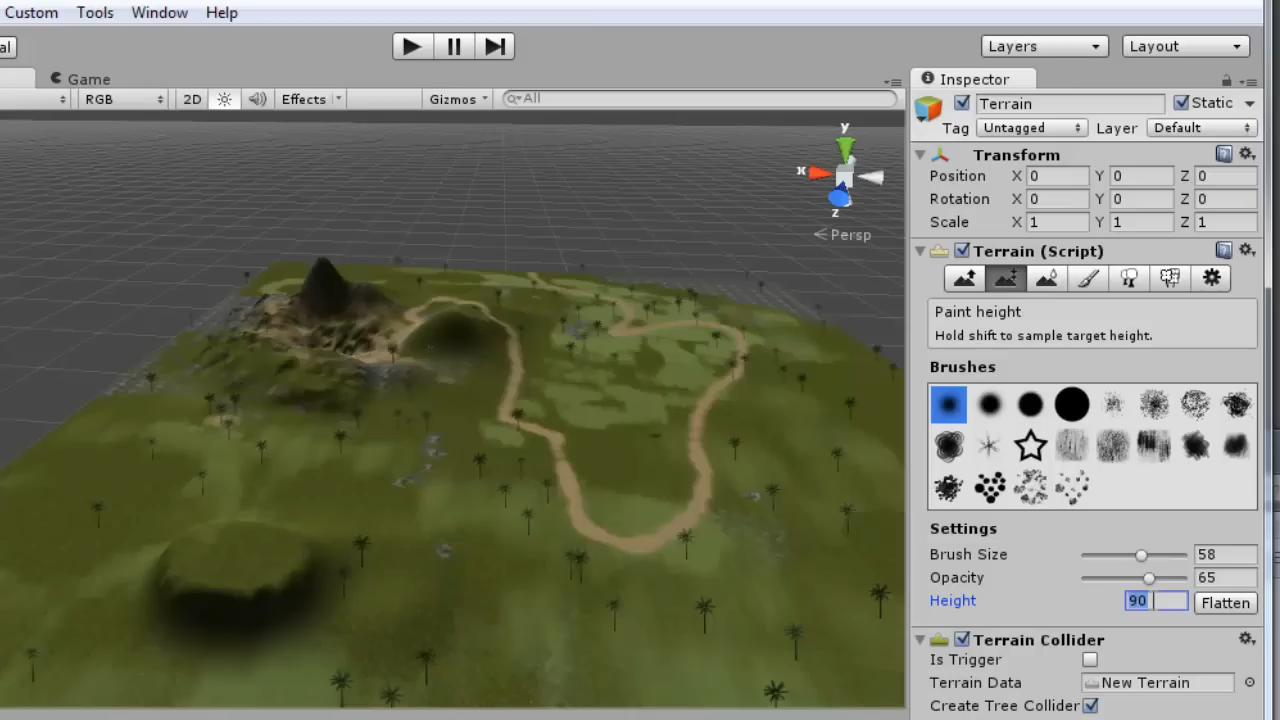 Custom Tools Window Help
al
Layers Layout
Game
Inspector
RGB 2D Effects Gizmos All
Terrain Static
Tag Untagged Layer Default
y
x
z
Persp
Transform
Position X 0 Y 0 Z 0
Rotation X 0 Y 0 Z 0
Scale X 1 Y 1 Z 1
Terrain (Script)
Paint height
Hold shift to sample target height.
Brushes
Settings
Brush Size 58
Opacity 65
Height 90 Flatten
Terrain Collider
Is Trigger
Terrain Data New Terrain
Create Tree Collider